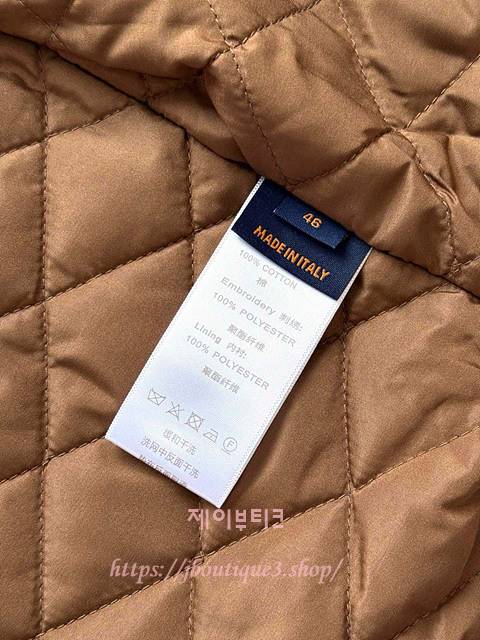 46
MADE IN ITALY
100% COTTON
棉
Embroidery 刺绣:
100% POLYESTER
聚酯纤维
Lining 内衬:
100% POLYESTER
聚酯纤维
缓和干洗
洗网中反面干洗
제이부티크
https://jboutique3.shop/